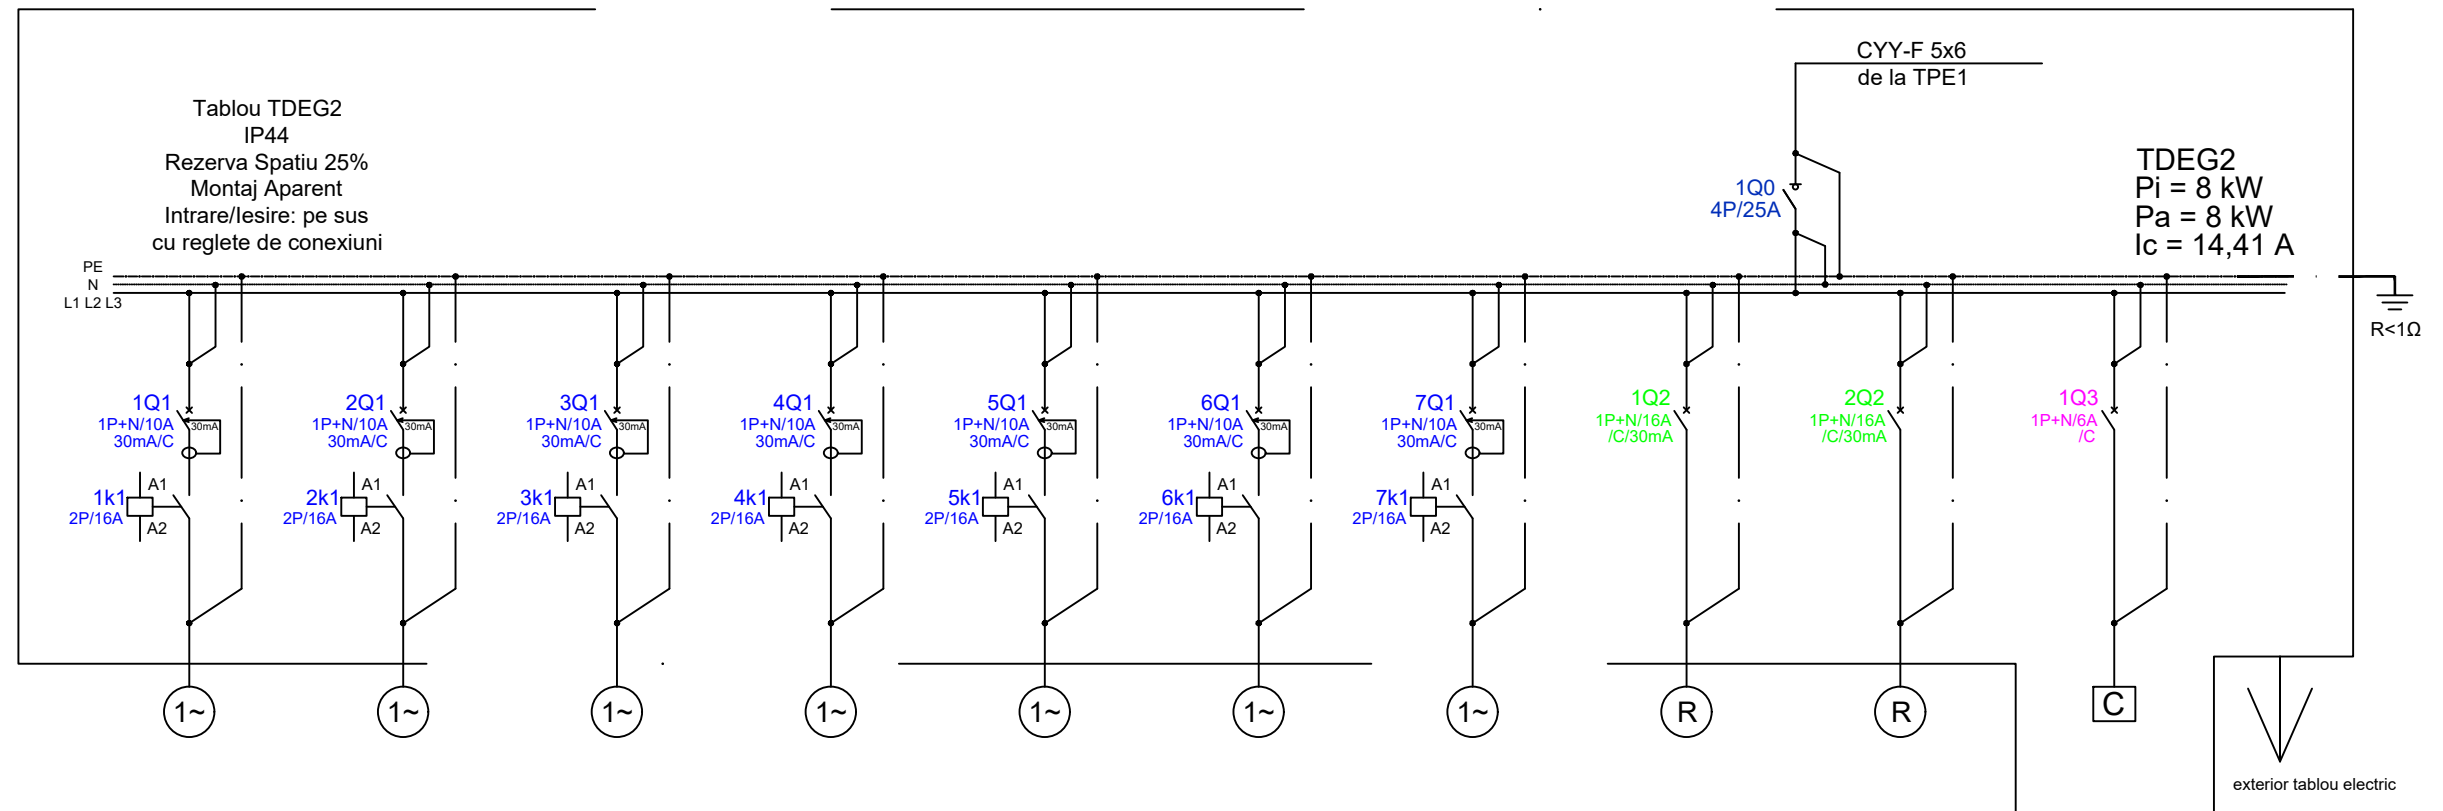 CYY-F 5x6
de la TPE1
Tablou TDEG2
IP44
Rezerva Spatiu 25%
Montaj Aparent
Intrare/Iesire: pe sus
cu reglete de conexiuni
1Q0
4P/25A
TDEG2
Pi = 8 kW
Pa = 8 kW
Ic = 14,41 A
PE
N
L1 L2 L3
R<1Ω
1Q1
1P+N/10A
30mA/C
30mA
2Q1
1P+N/10A
30mA/C
30mA
3Q1
1P+N/10A
30mA/C
30mA
4Q1
1P+N/10A
30mA/C
30mA
5Q1
1P+N/10A
30mA/C
30mA
6Q1
1P+N/10A
30mA/C
30mA
7Q1
1P+N/10A
30mA/C
30mA
1Q2
1P+N/16A
/C/30mA
2Q2
1P+N/16A
/C/30mA
1Q3
1P+N/6A
/C
1k1
2P/16A
A1
A2
2k1
2P/16A
A1
A2
3k1
2P/16A
A1
A2
4k1
2P/16A
A1
A2
5k1
2P/16A
A1
A2
6k1
2P/16A
A1
A2
7k1
2P/16A
A1
A2
1~
1~
1~
1~
1~
1~
1~
R
R
C
exterior tablou electric